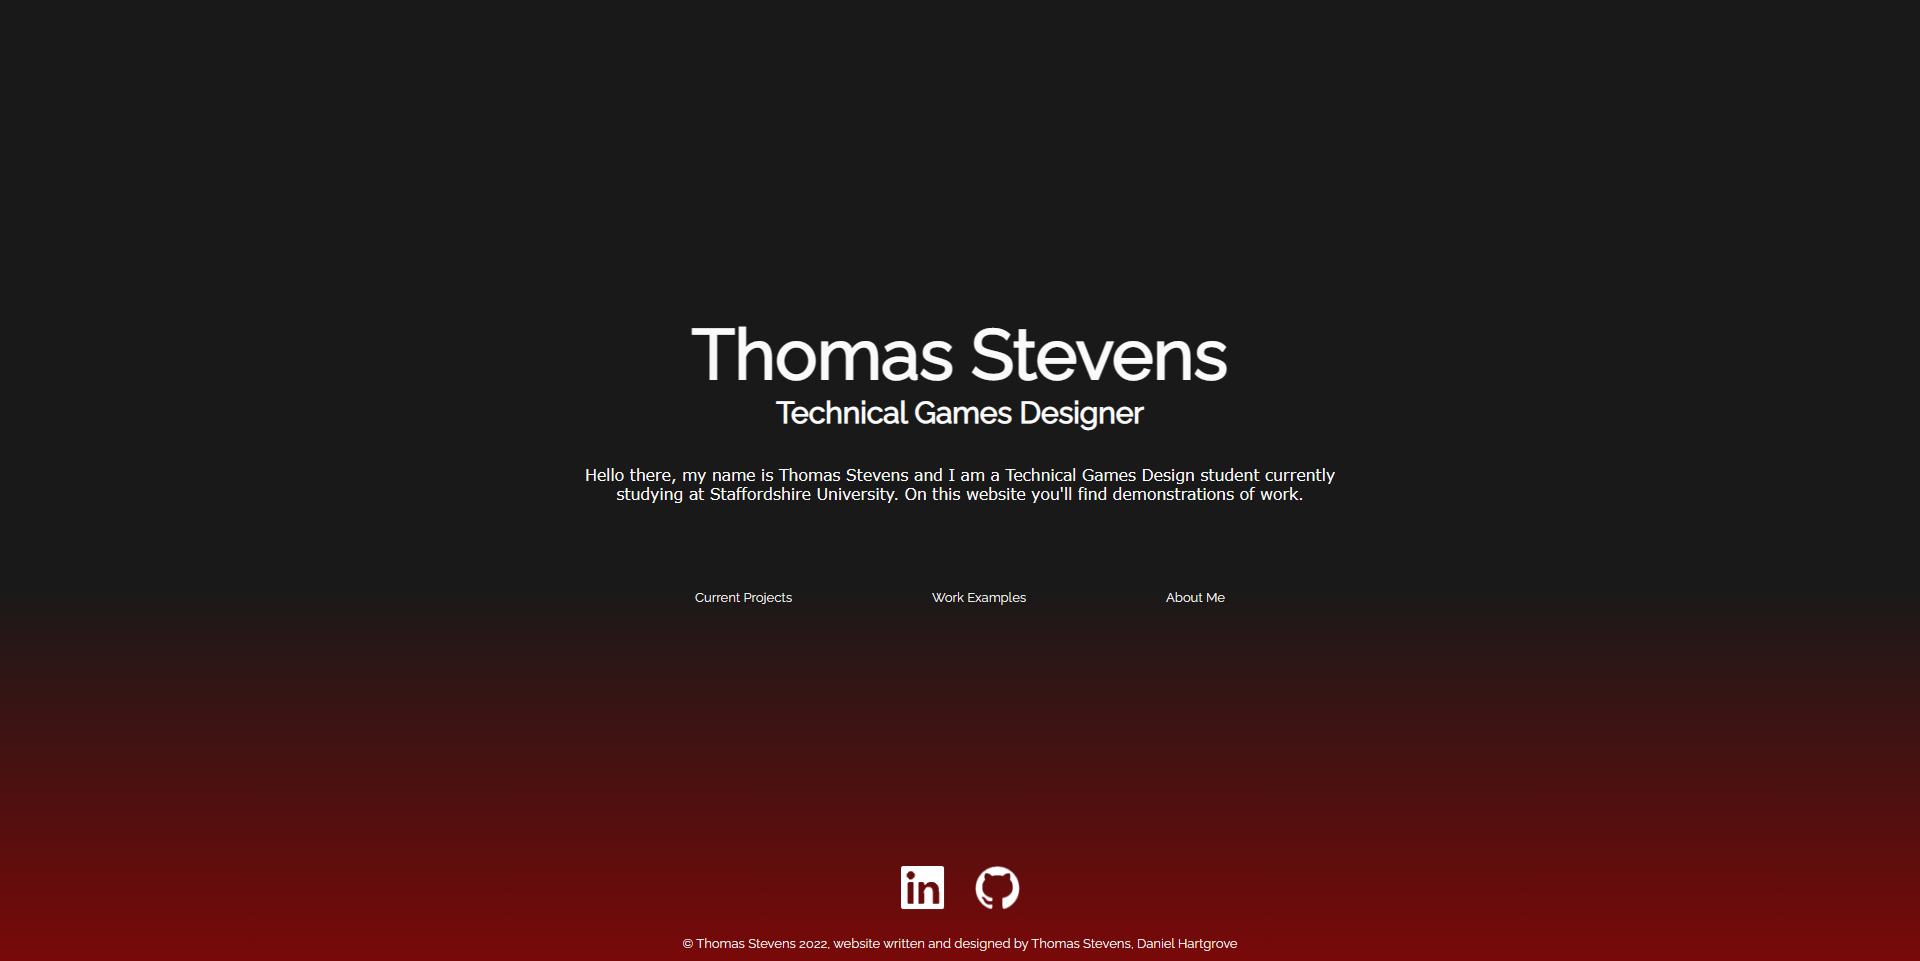 Thomas Stevens
Technical Games Designer
Hello there, my name is Thomas Stevens and I am a Technical Games Design student currently
studying at Staffordshire University. On this website you'll find demonstrations of work.
Current Projects Work Examples About Me
in
© Thomas Stevens 2022, website written and designed by Thomas Stevens, Daniel Hartgrove